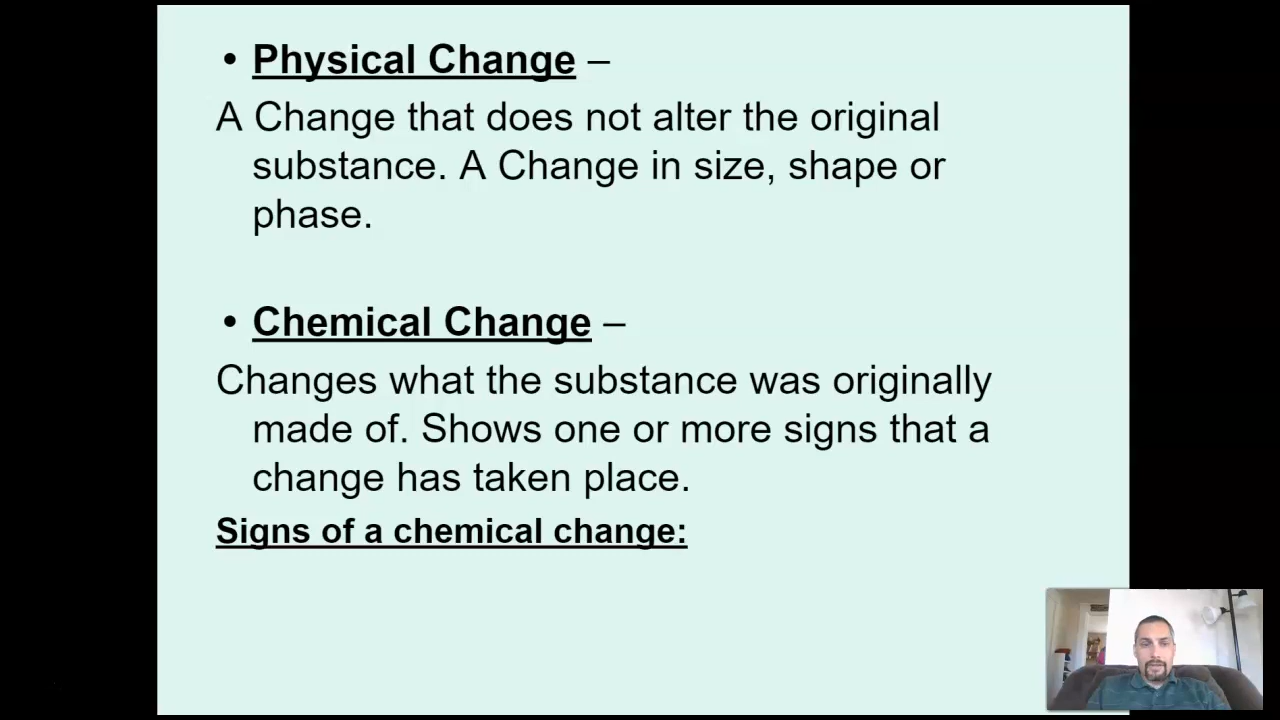 • Physical Change –
A Change that does not alter the original
substance. A Change in size, shape or
phase.
• Chemical Change –
Changes what the substance was originally
made of. Shows one or more signs that a
change has taken place.
Signs of a chemical change: